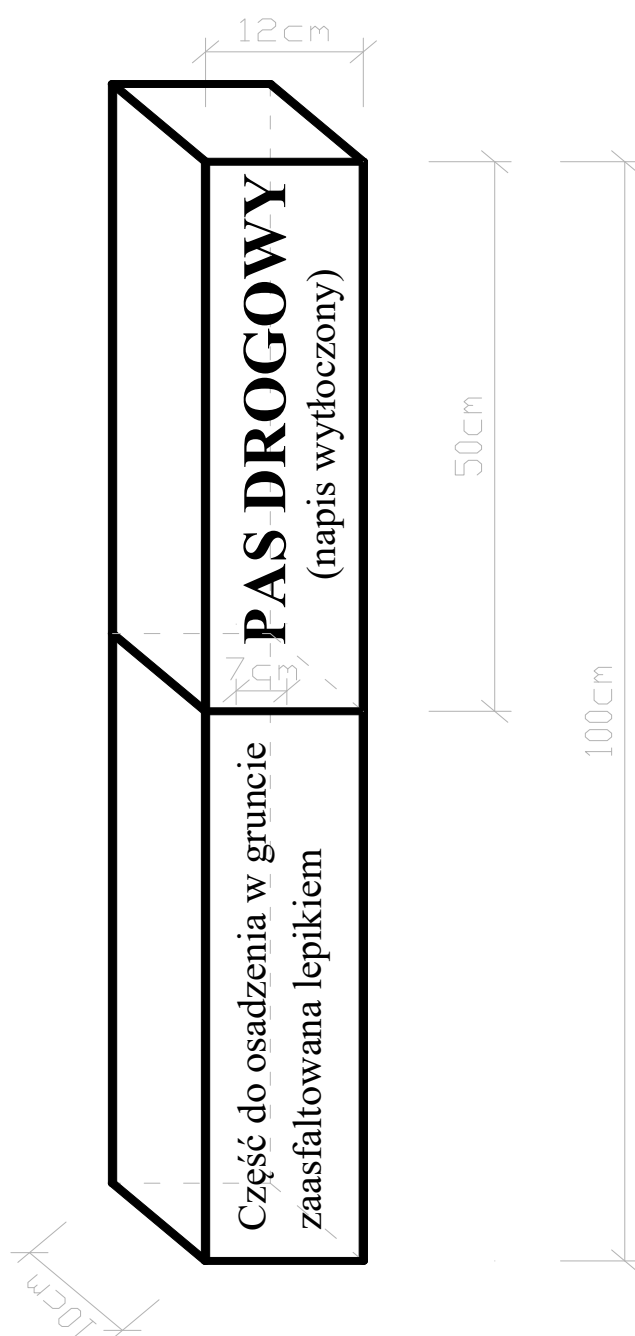 12cm
PAS DROGOWY
(napis wytłoczony)
50cm
7cm
100cm
Część do osadzenia w gruncie
zaasfaltowana lepikiem
10cm